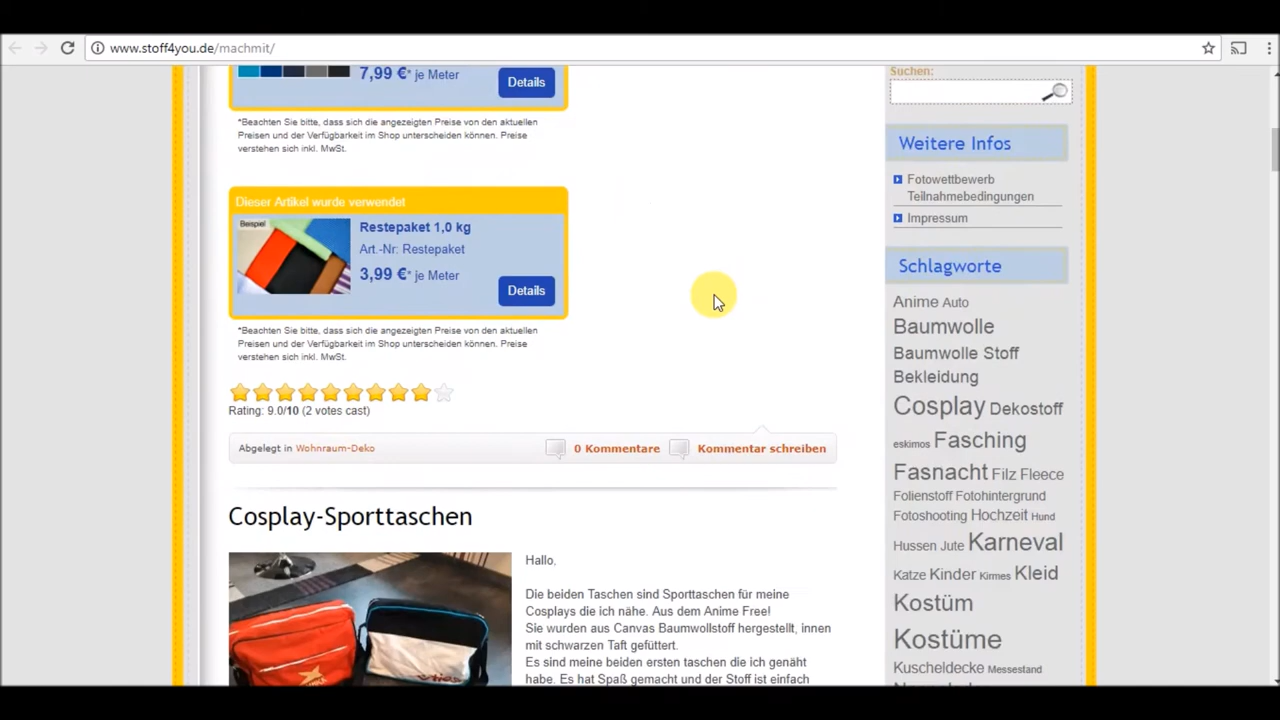 www.stoff4you.de/machmit/
7,99 €* je Meter
Details
*Beachten Sie bitte, dass sich die angezeigten Preise von den aktuellen
Preisen und der Verfügbarkeit im Shop unterscheiden können. Preise
verstehen sich inkl. MwSt.
Dieser Artikel wurde verwendet
Beispiel
Restepaket 1,0 kg
Art.-Nr: Restepaket
3,99 €* je Meter
Details
*Beachten Sie bitte, dass sich die angezeigten Preise von den aktuellen
Preisen und der Verfügbarkeit im Shop unterscheiden können. Preise
verstehen sich inkl. MwSt.
Rating: 9.0/10 (2 votes cast)
Abgelegt in Wohnraum-Deko
0 Kommentare
Kommentar schreiben
Cosplay-Sporttaschen
Hallo,
Die beiden Taschen sind Sporttaschen für meine
Cosplays die ich nähe. Aus dem Anime Free!
Sie wurden aus Canvas Baumwollstoff hergestellt, innen
mit schwarzen Taft gefüttert.
Es sind meine beiden ersten taschen die ich genäht
habe. Es hat Spaß gemacht und der Stoff ist einfach
Suchen:
Weitere Infos
Fotowettbewerb
Teilnahmebedingungen
Impressum
Schlagworte
Anime Auto
Baumwolle
Baumwolle Stoff
Bekleidung
Cosplay Dekostoff
eskimos Fasching
Fasnacht Filz Fleece
Folienstoff Fotohintergrund
Fotoshooting Hochzeit Hund
Hussen Jute Karneval
Katze Kinder Kirmes Kleid
Kostüm
Kostüme
Kuscheldecke Messestand